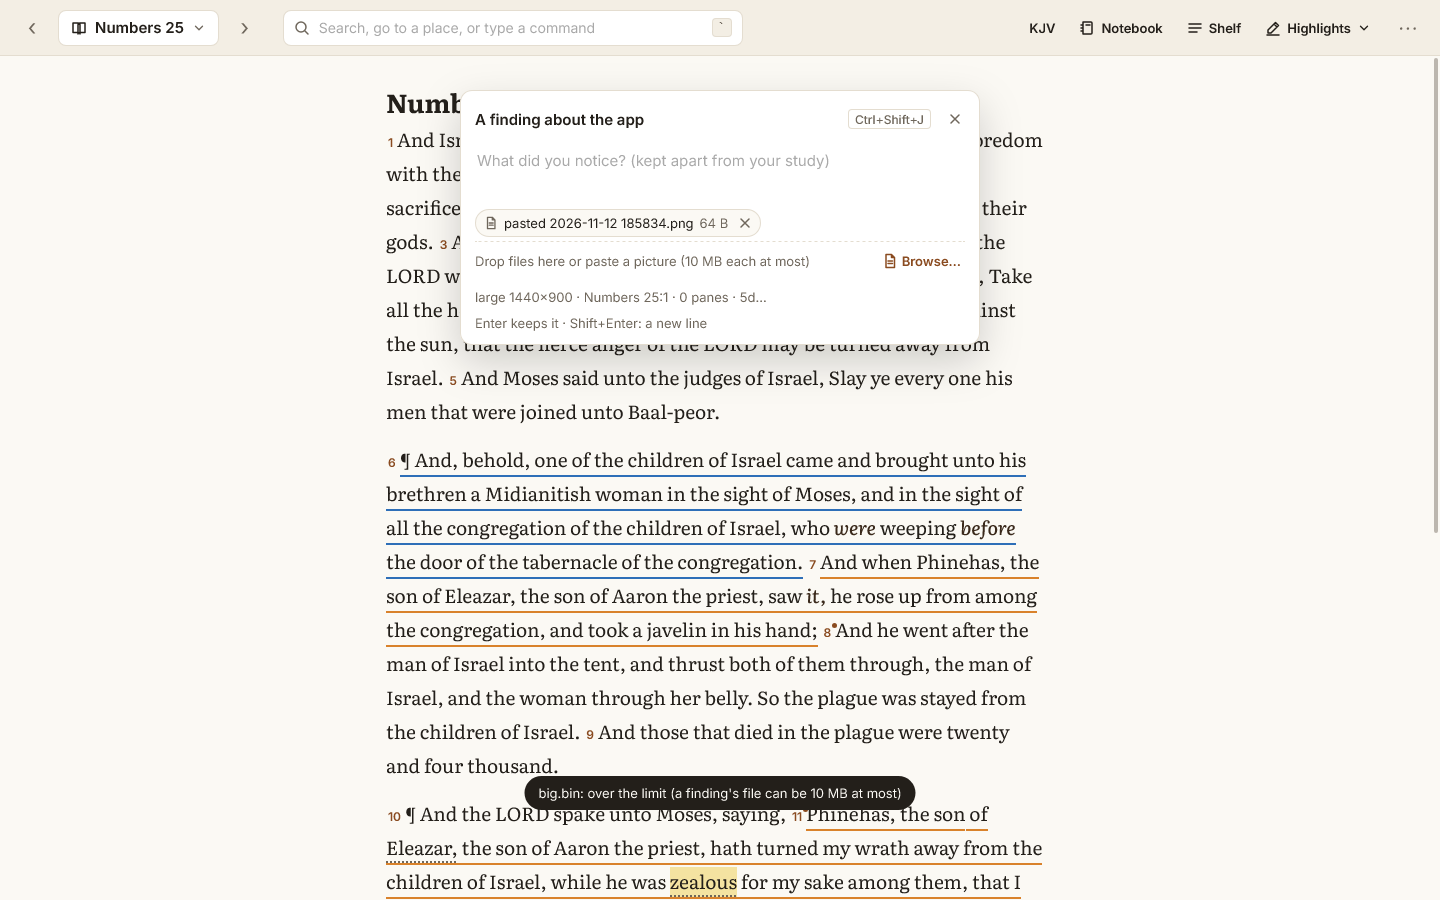 Numbers 25
Search, go to a place, or type a command
`
KJV
Notebook
Shelf
Highlights
Numb
A finding about the app
Ctrl+Shift+J
What did you notice? (kept apart from your study)
pasted 2026-11-12 185834.png 64 B
Drop files here or paste a picture (10 MB each at most)
Browse...
large 1440×900 · Numbers 25:1 · 0 panes · 5d...
Enter keeps it · Shift+Enter: a new line
1 And Isr
with the
sacrifice their
gods. 3 the
LORD w , Take
all the h inst
the sun, that the fierce anger of the LORD may be turned away from
Israel. 5 And Moses said unto the judges of Israel, Slay ye every one his
men that were joined unto Baal-peor.
6 ¶ And, behold, one of the children of Israel came and brought unto his
brethren a Midianitish woman in the sight of Moses, and in the sight of
all the congregation of the children of Israel, who were weeping before
the door of the tabernacle of the congregation. 7 And when Phinehas, the
son of Eleazar, the son of Aaron the priest, saw it, he rose up from among
the congregation, and took a javelin in his hand; 8 And he went after the
man of Israel into the tent, and thrust both of them through, the man of
Israel, and the woman through her belly. So the plague was stayed from
the children of Israel. 9 And those that died in the plague were twenty
and four thousand.
big.bin: over the limit (a finding's file can be 10 MB at most)
10 ¶ And the LORD spake unto Moses, saying, 11 Phinehas, the son of
Eleazar, the son of Aaron the priest, hath turned my wrath away from the
children of Israel, while he was zealous for my sake among them, that I